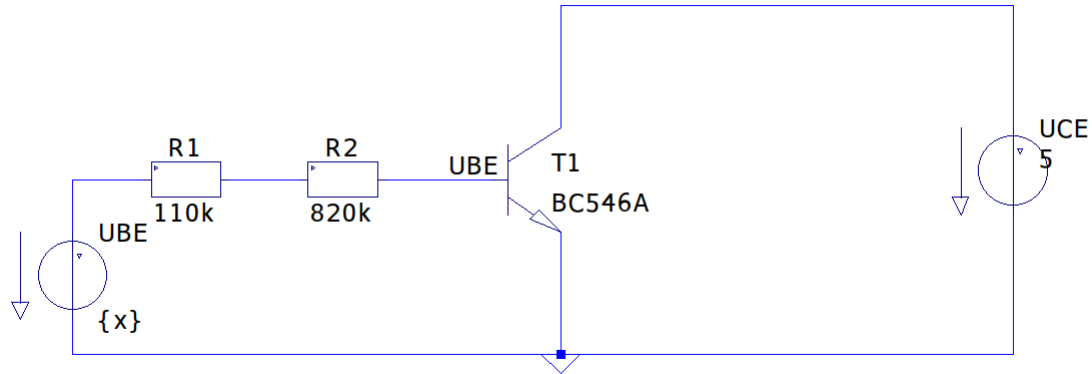 R1
110k
R2
820k
UBE
T1
BC546A
UCE
5
UBE
{x}